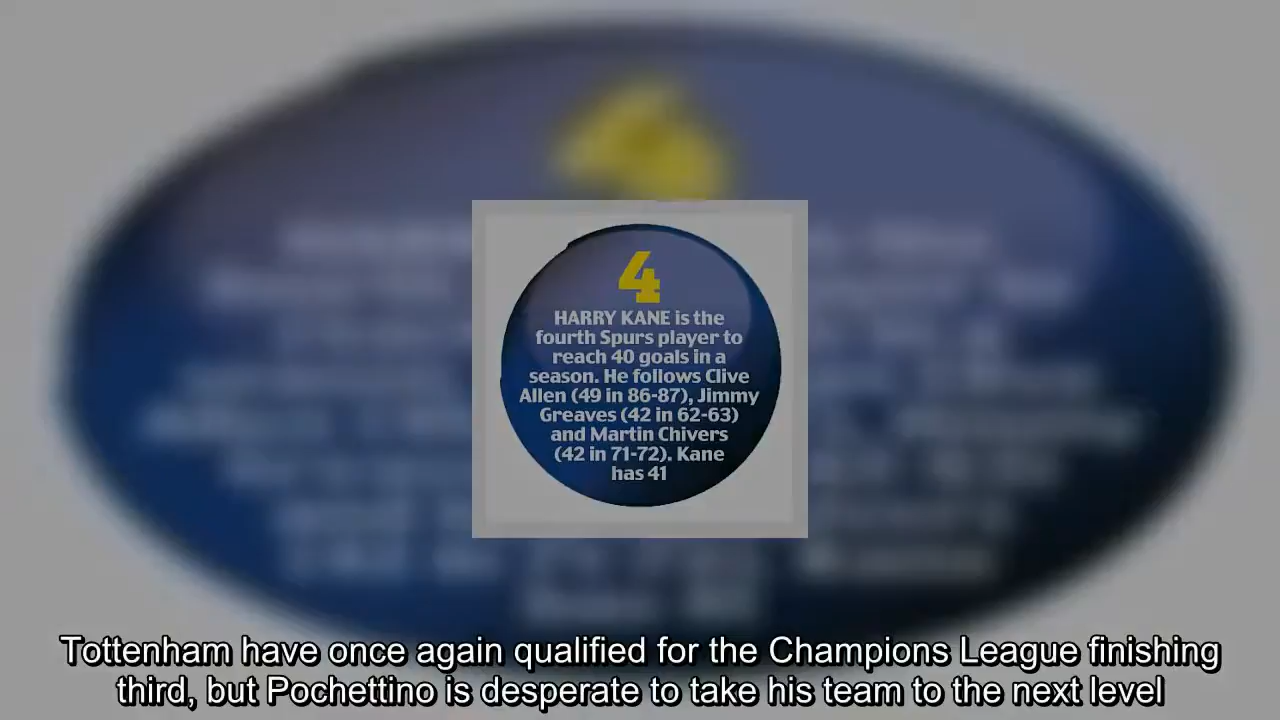 4
HARRY KANE is the
fourth Spurs player to
reach 40 goals in a
season. He follows Clive
Allen (49 in 86-87), Jimmy
Greaves (42 in 62-63)
and Martin Chivers
(42 in 71-72). Kane
has 41
Tottenham have once again qualified for the Champions League finishing
third, but Pochettino is desperate to take his team to the next level